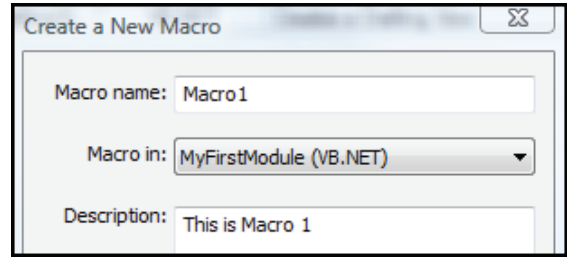 Create a New Macro
Macro name: Macro1
Macro in: MyFirstModule (VB.NET)
Description: This is Macro 1